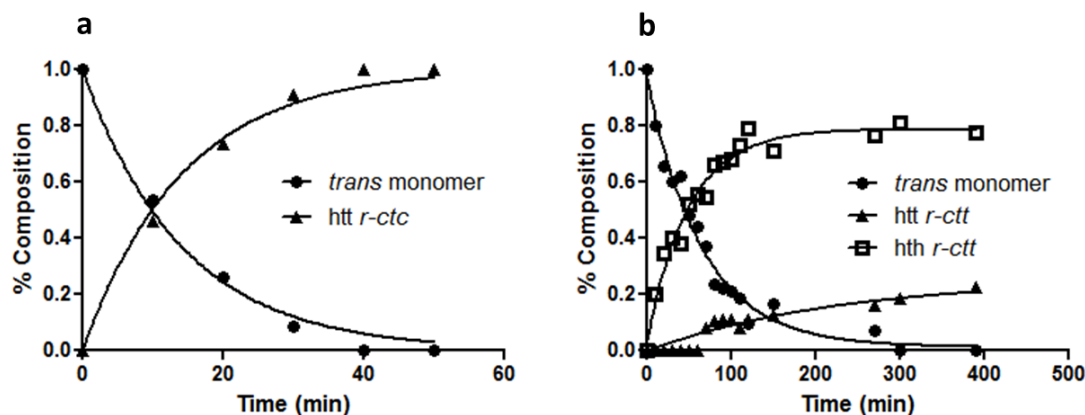 a
% Composition
1.0
0.8
0.6
0.4
0.2
0.0
trans monomer
htt r-ctc
0 20 40 60
Time (min)
b
% Composition
1.0
0.8
0.6
0.4
0.2
0.0
trans monomer
htt r-ctt
hth r-ctt
0 100 200 300 400 500
Time (min)